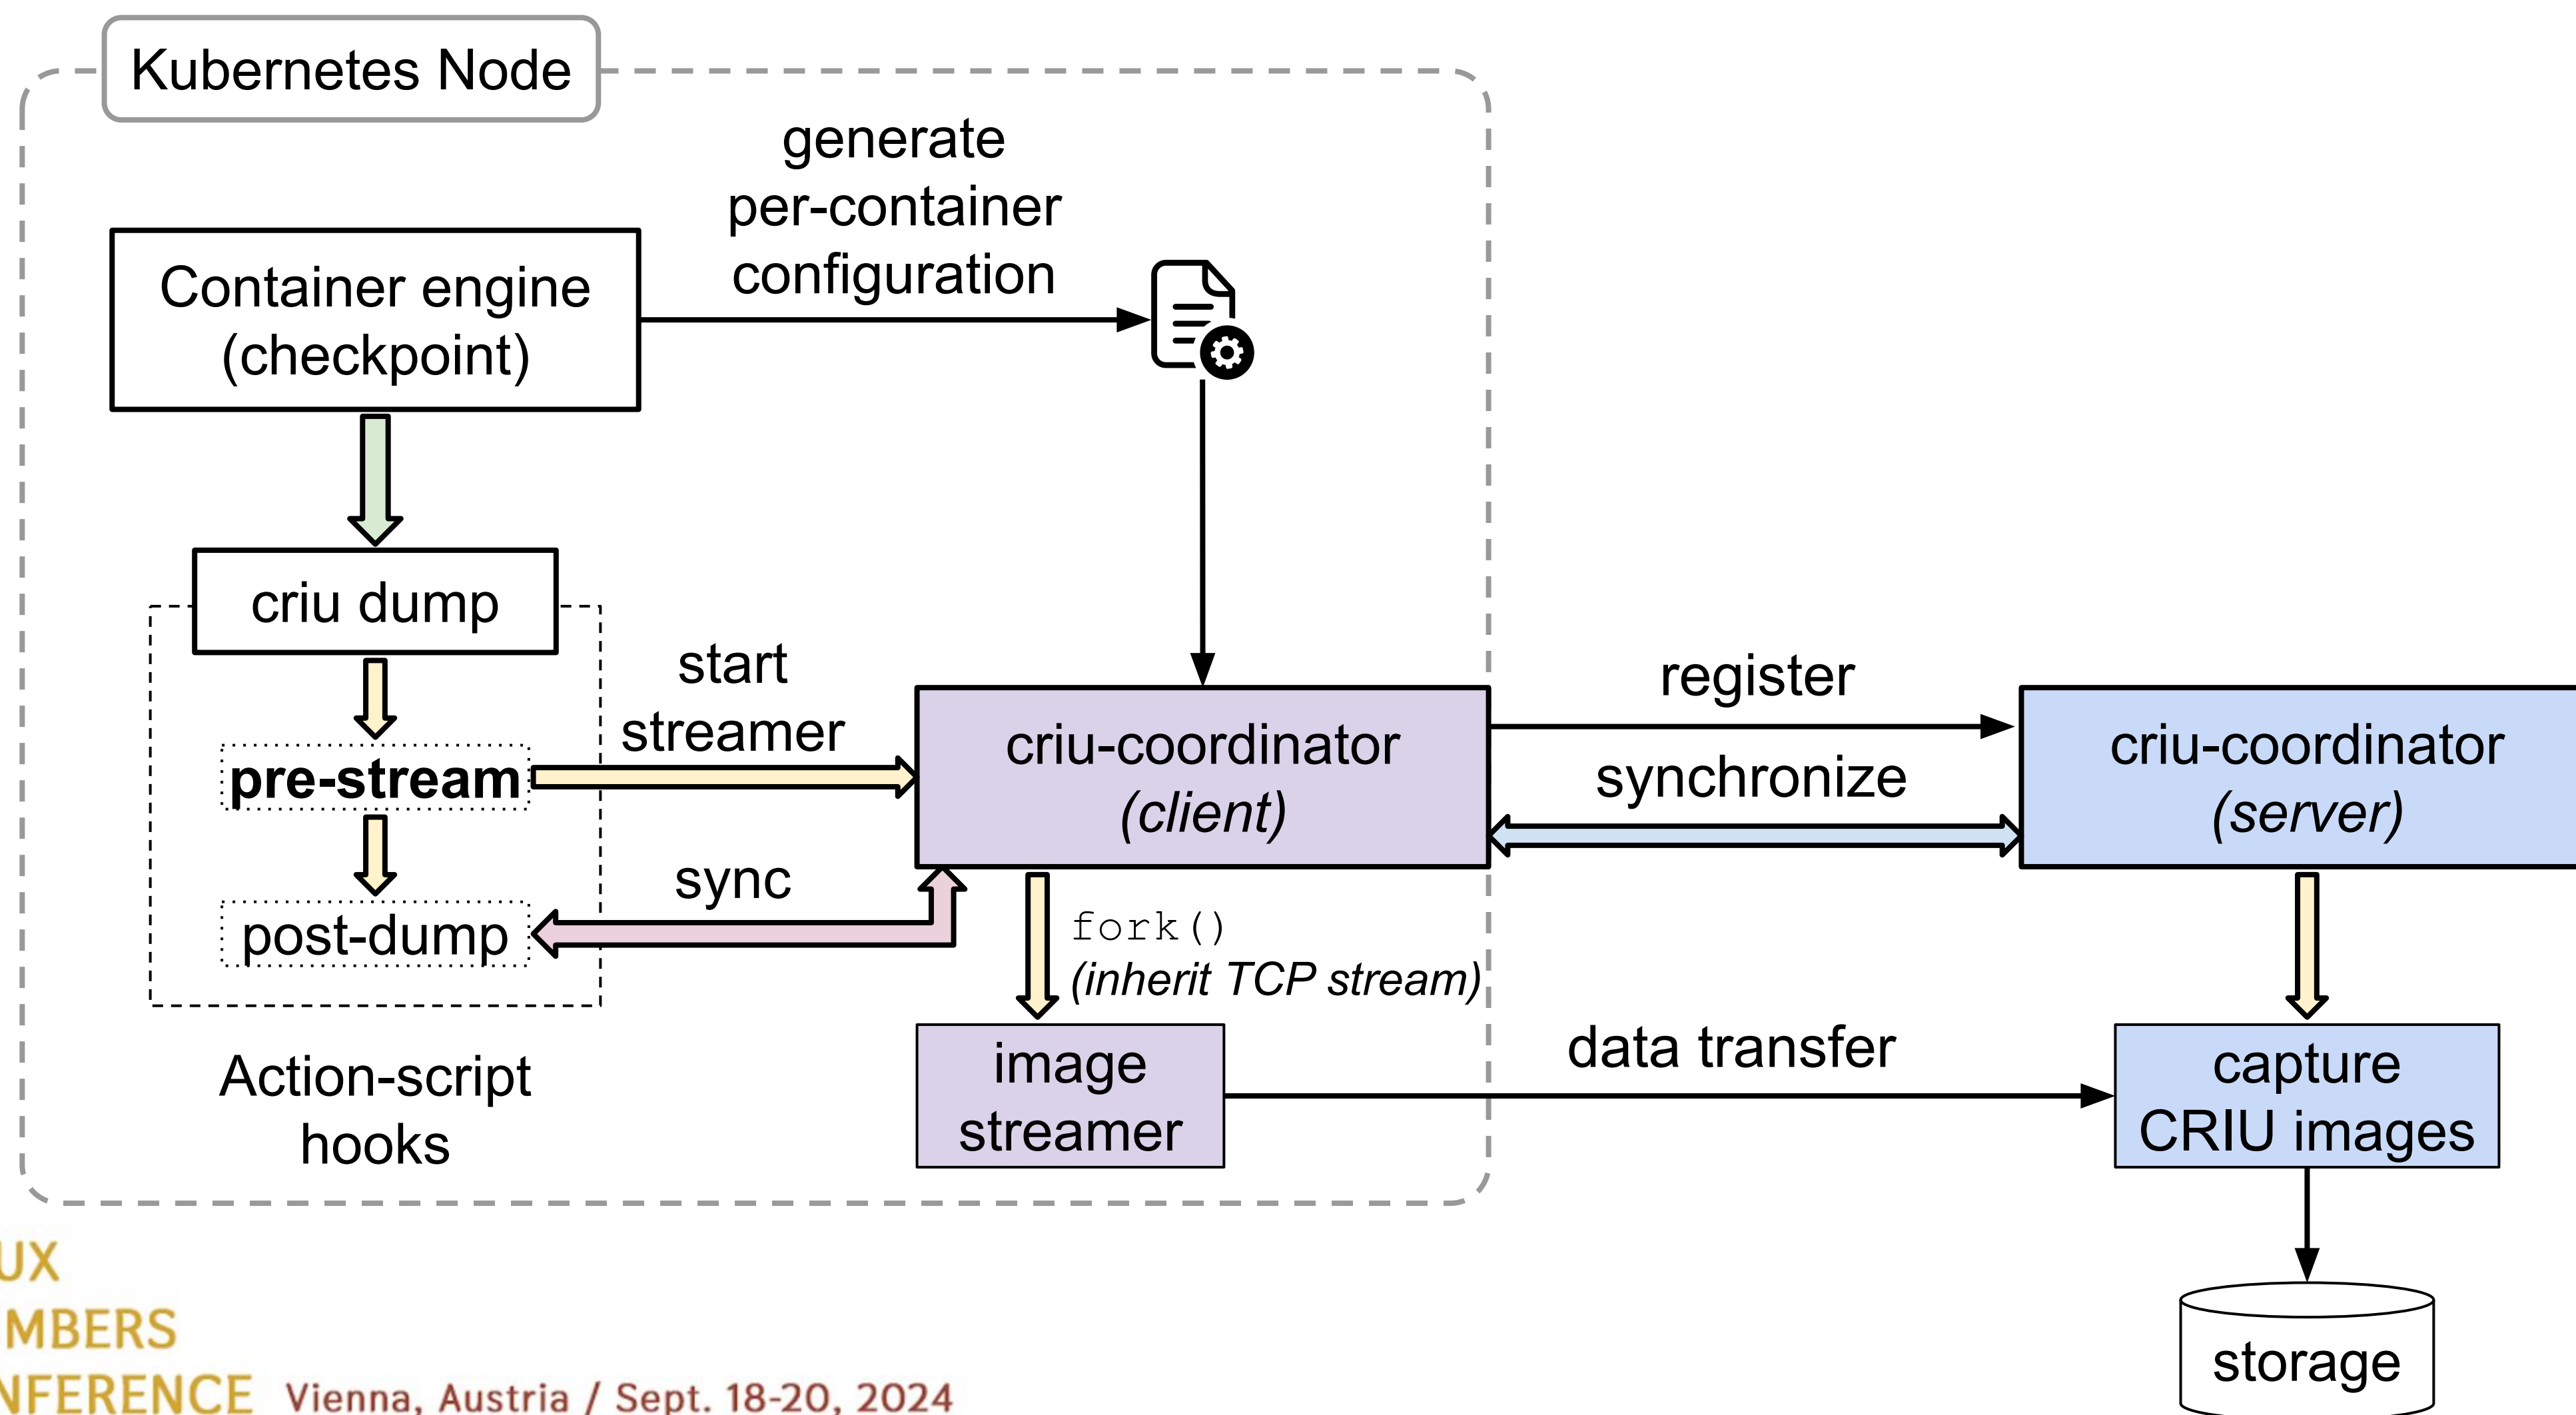 Kubernetes Node
generate
per-container
configuration
Container engine
(checkpoint)
criu dump
start
streamer
pre-stream
criu-coordinator
(client)
register
synchronize
criu-coordinator
(server)
post-dump
sync
fork()
(inherit TCP stream)
Action-script
hooks
image
streamer
data transfer
capture
CRIU images
storage
UX
MBERS
NFERENCE
Vienna, Austria / Sept. 18-20, 2024